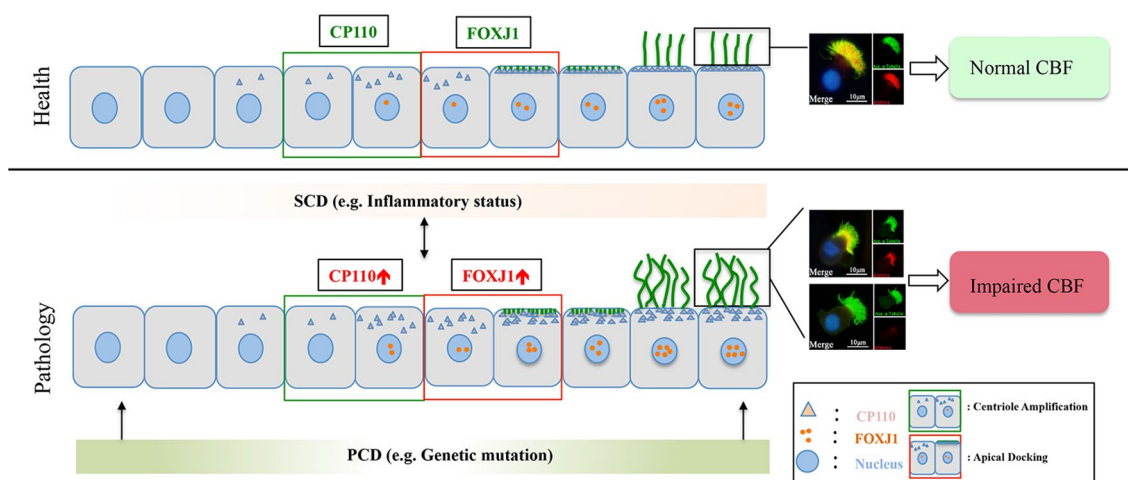 CP110
FOXJ1
Health
Merge
10μm
Normal CBF
SCD (e.g. Inflammatory status)
CP110
FOXJ1
Pathology
Merge
10μm
Merge
10μm
Impaired CBF
PCD (e.g. Genetic mutation)
: CP110
: FOXJ1
: Nucleus
: Centriole Amplification
: Apical Docking